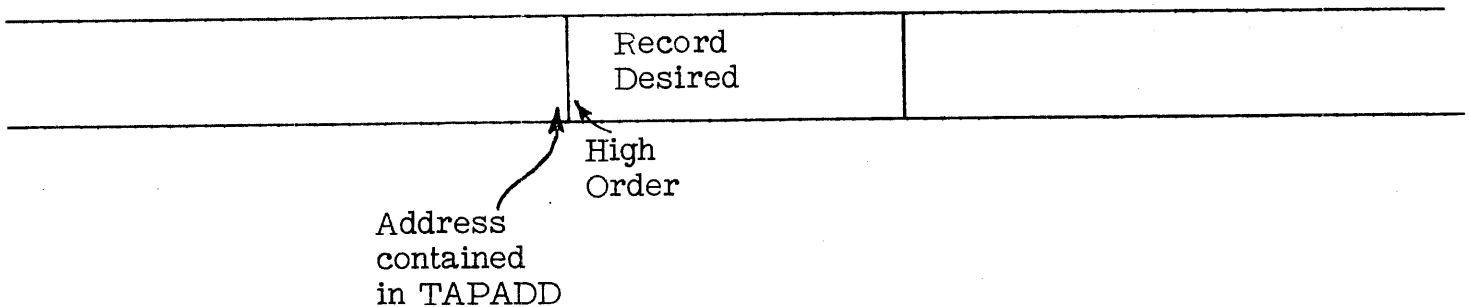 Record
Desired
High
Order
Address
contained
in TAPADD